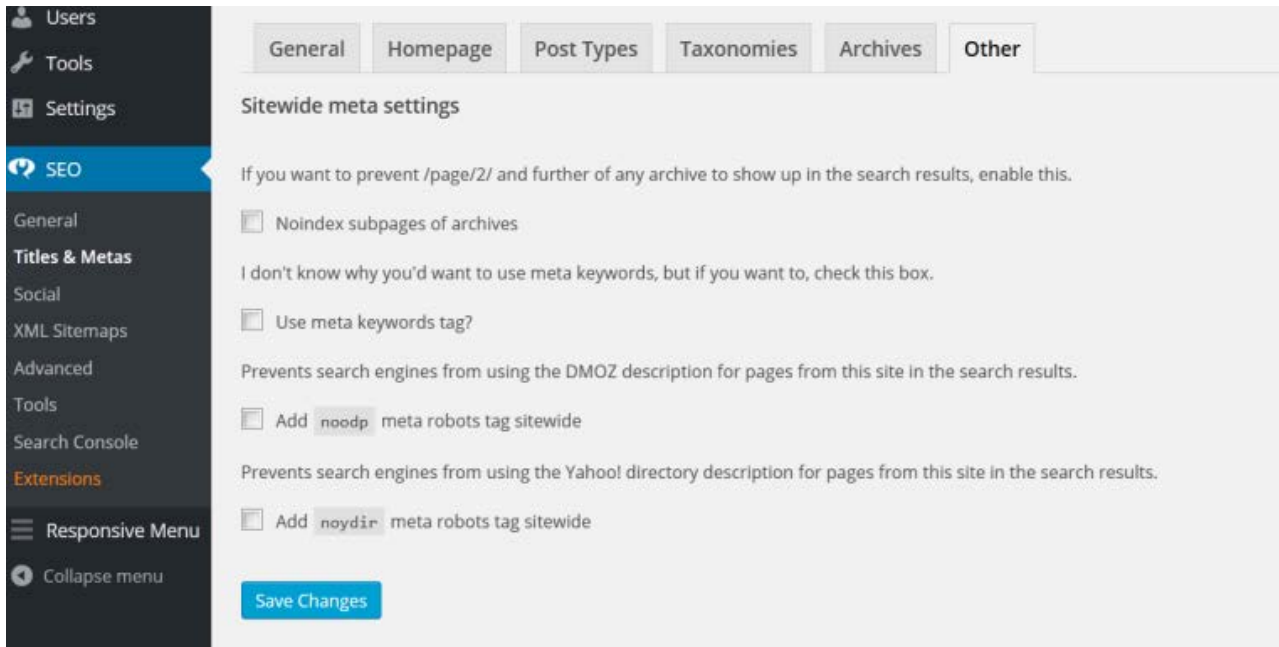 Users
Tools
Settings
SEO
General
Titles & Metas
Social
XML Sitemaps
Advanced
Tools
Search Console
Extensions
Responsive Menu
Collapse menu
General Homepage Post Types Taxonomies Archives Other
Sitewide meta settings
If you want to prevent /page/2/ and further of any archive to show up in the search results, enable this.
Noindex subpages of archives
I don't know why you'd want to use meta keywords, but if you want to, check this box.
Use meta keywords tag?
Prevents search engines from using the DMOZ description for pages from this site in the search results.
Add noodp meta robots tag sitewide
Prevents search engines from using the Yahoo! directory description for pages from this site in the search results.
Add noydir meta robots tag sitewide
Save Changes